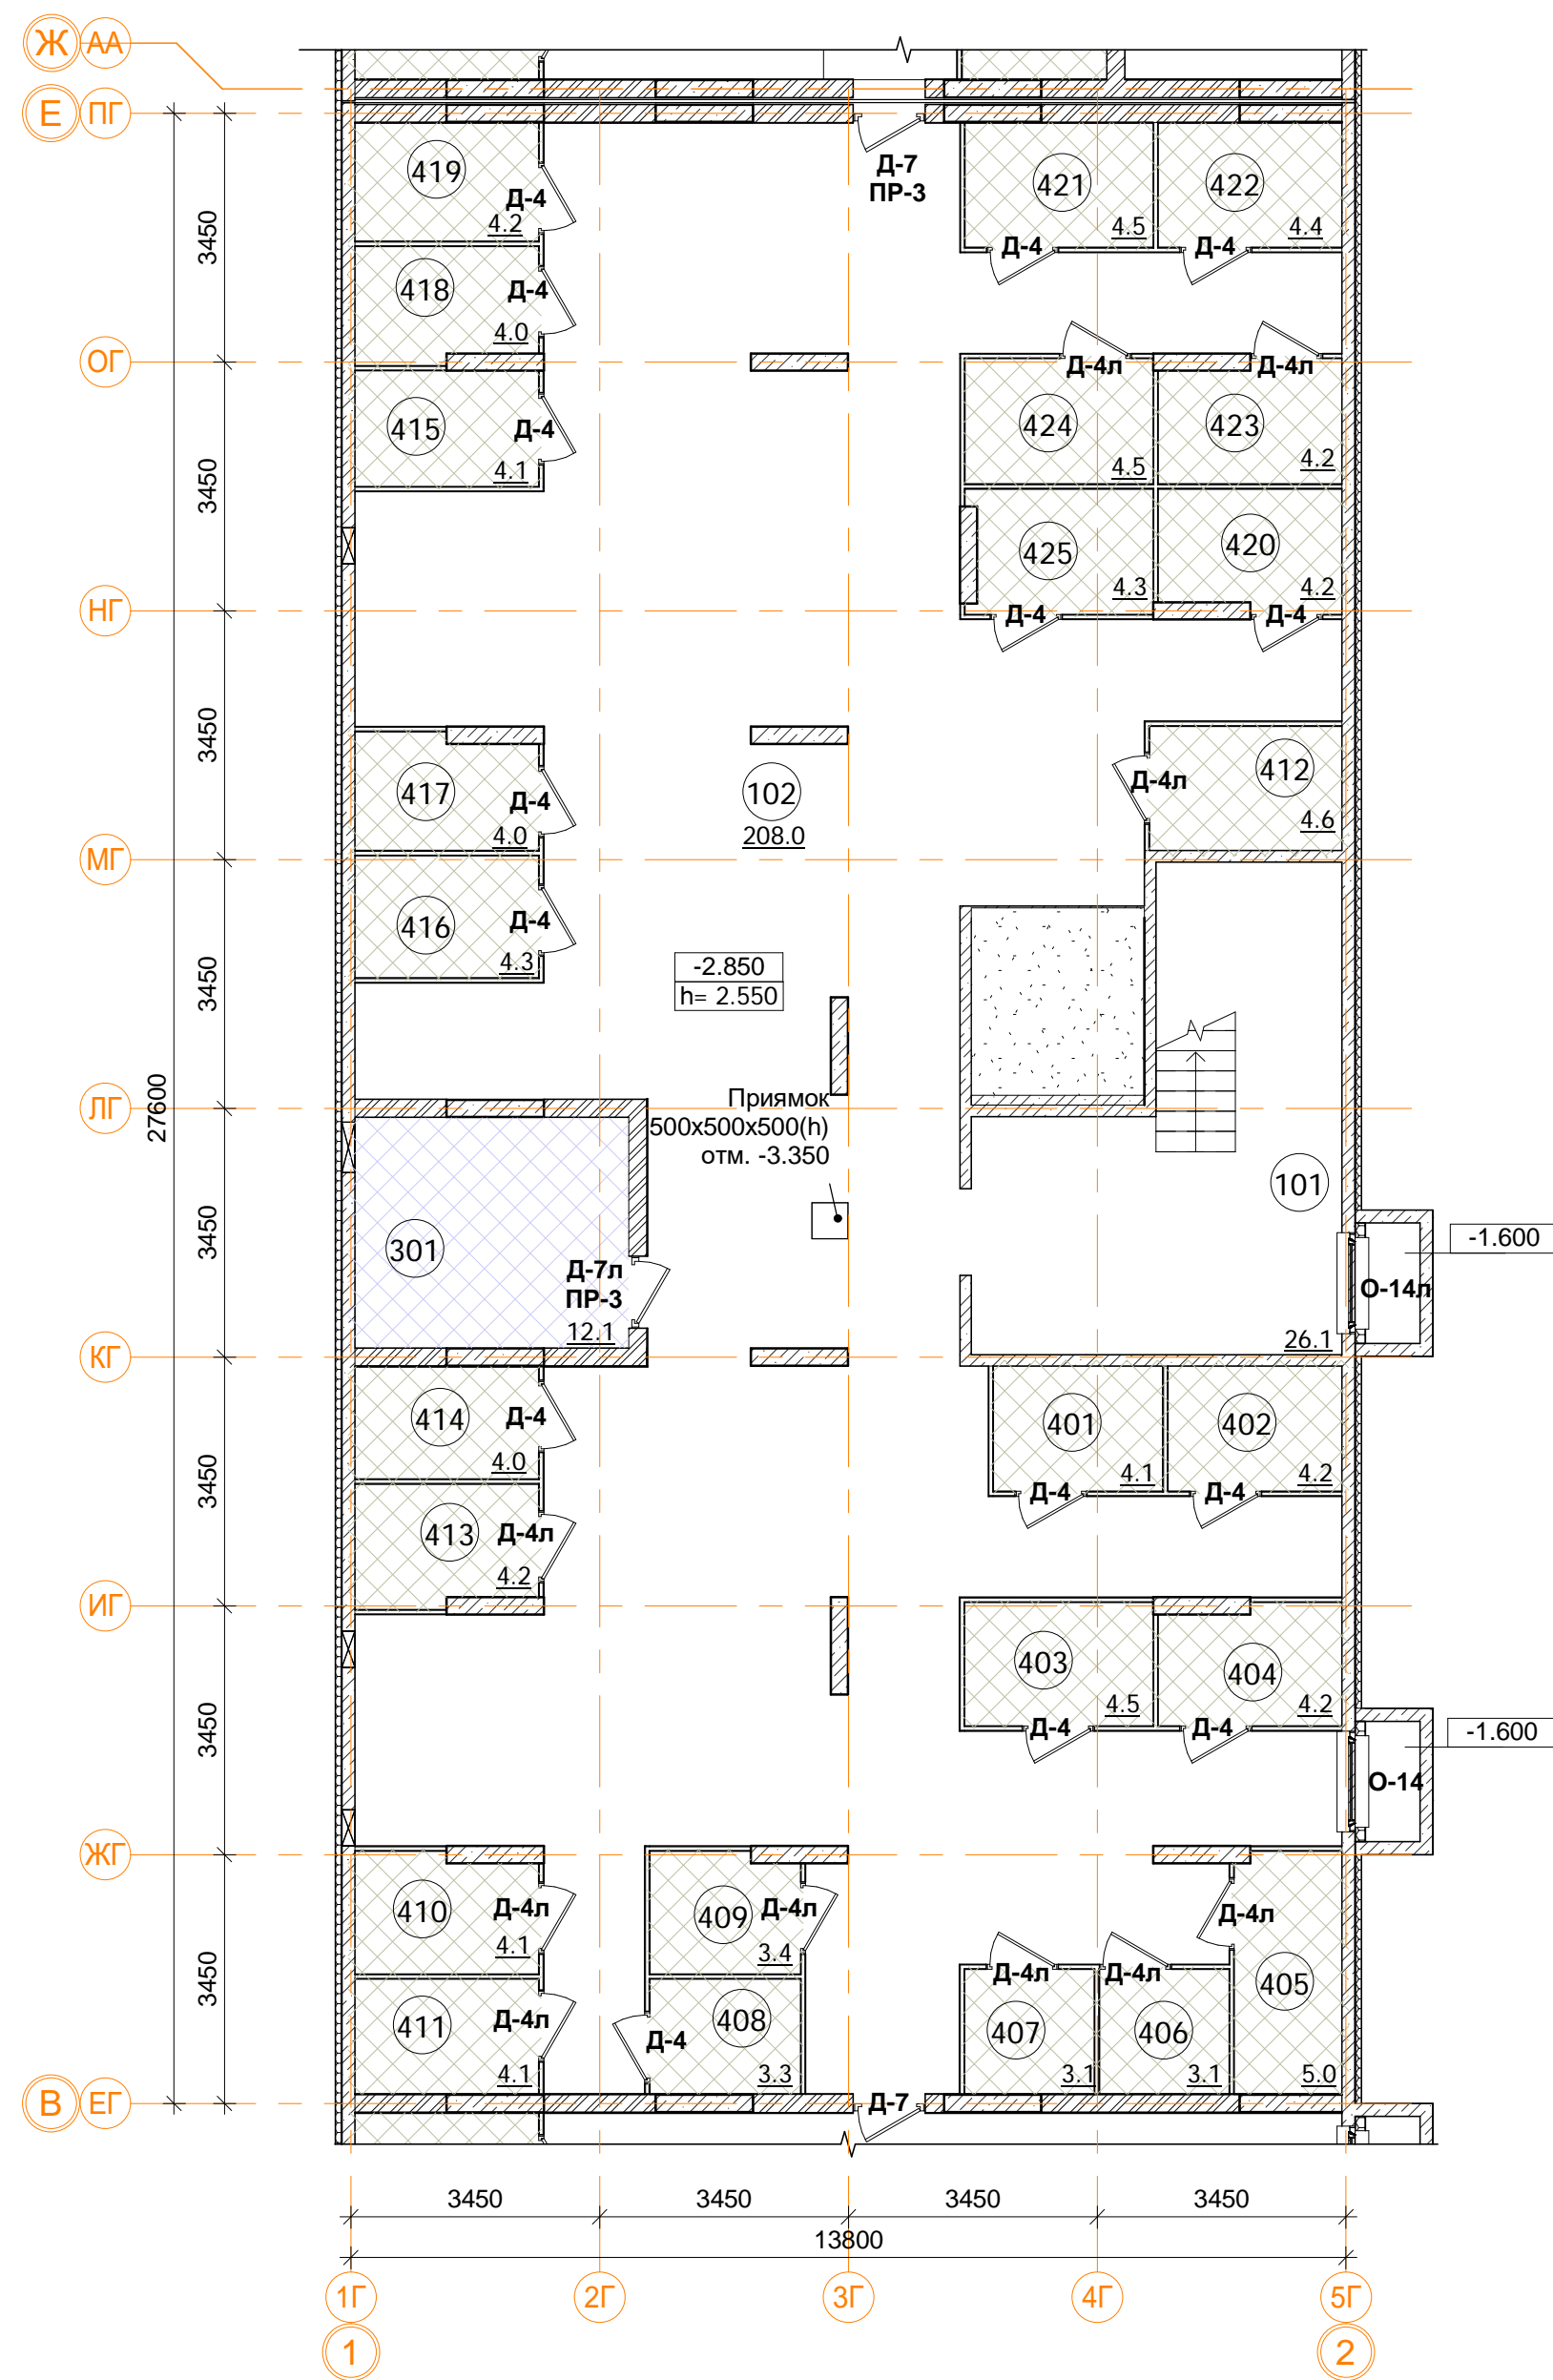 Ж АА
Е ПГ
419
Д-4
4.2
Д-7
ПР-3
421
4.5
Д-4
422
4.4
Д-4
3450
418
Д-4
4.0
ОГ
Д-4л
Д-4л
415
Д-4
4.1
424
4.5
423
4.2
3450
425
4.3
Д-4
420
4.2
Д-4
НГ
3450
417
Д-4
4.0
102
208.0
Д-4л
412
4.6
МГ
416
Д-4
4.3
-2.850
h= 2.550
3450
ЛГ
27600
Приямок
500x500x500(h)
отм. -3.350
101
26.1
-1.600
О-14л
3450
301
Д-7л
ПР-3
12.1
КГ
414
Д-4
4.0
401
4.1
Д-4
402
4.2
Д-4
3450
413
Д-4л
4.2
ИГ
403
4.5
Д-4
404
4.2
Д-4
3450
-1.600
О-14
ЖГ
410
Д-4л
4.1
409
Д-4л
3.4
Д-4л
405
5.0
3450
411
Д-4л
4.1
Д-4
408
3.3
Д-4л
407
3.1
Д-4л
406
3.1
В ЕГ
Д-7
3450
3450
3450
3450
13800
1Г
2Г
3Г
4Г
5Г
1
2